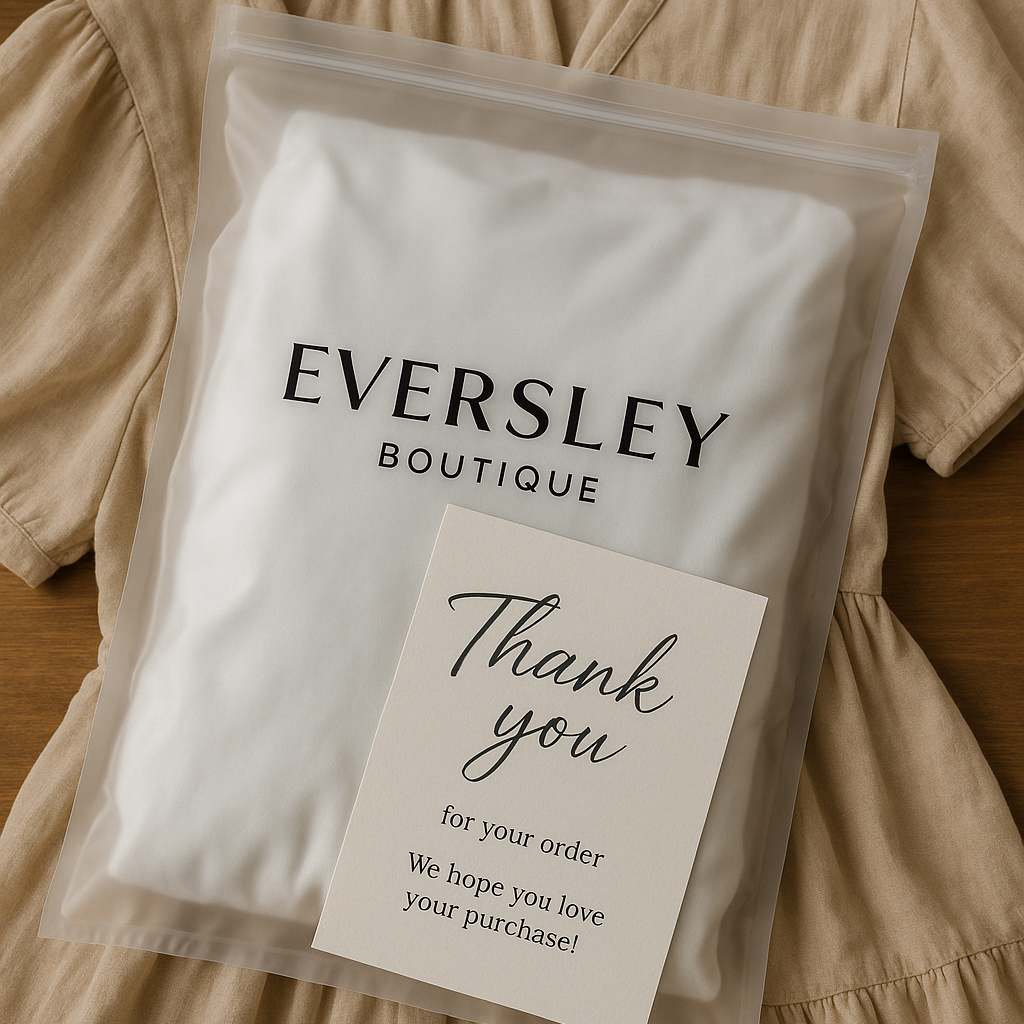 EVERSLEY
BOUTIQUE
Thank
you
for your order
We hope you love
your purchase!